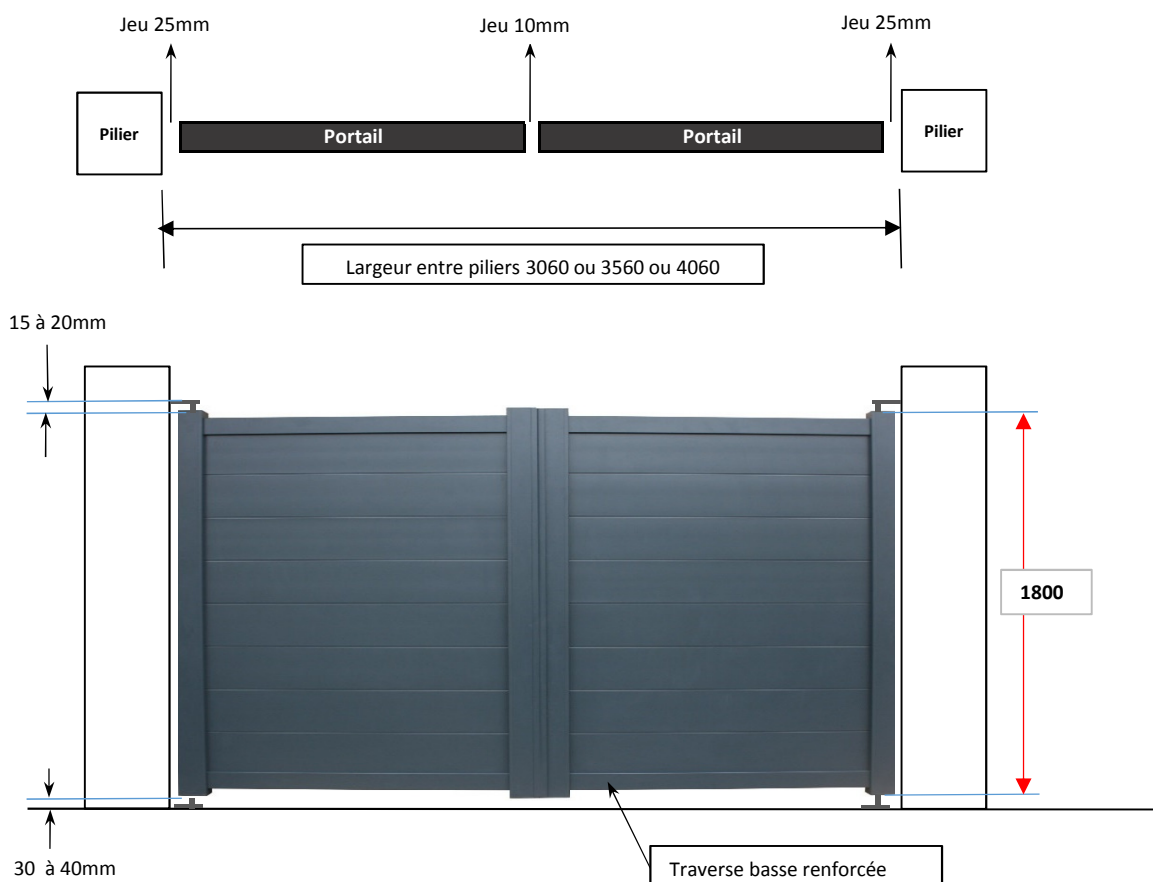 Jeu 25mm
Jeu 10mm
Jeu 25mm
Pilier
Portail
Portail
Pilier
Largeur entre piliers 3060 ou 3560 ou 4060
15 à 20mm
1800
30 à 40mm
Traverse basse renforcée